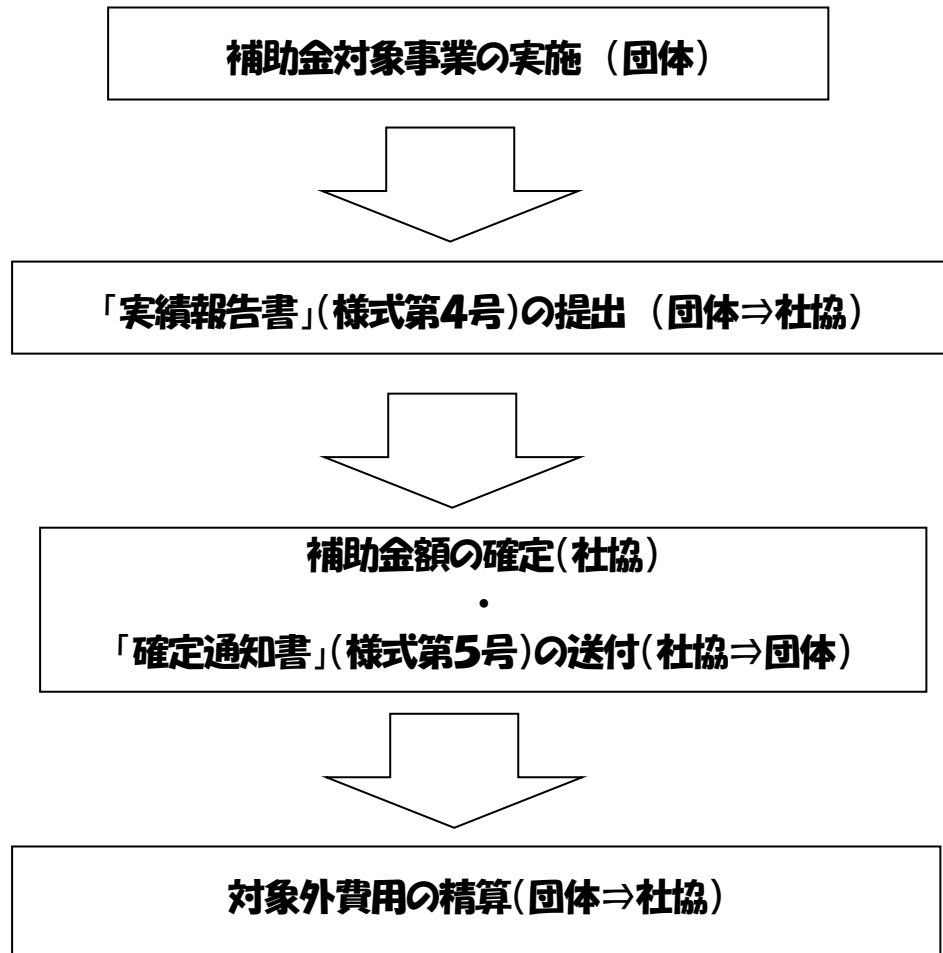 補助金対象事業の実施（団体）
「実績報告書」(様式第4号)の提出（団体⇒社協）
補助金額の確定(社協)
・
「確定通知書」(様式第5号)の送付(社協⇒団体)
対象外費用の精算(団体⇒社協)